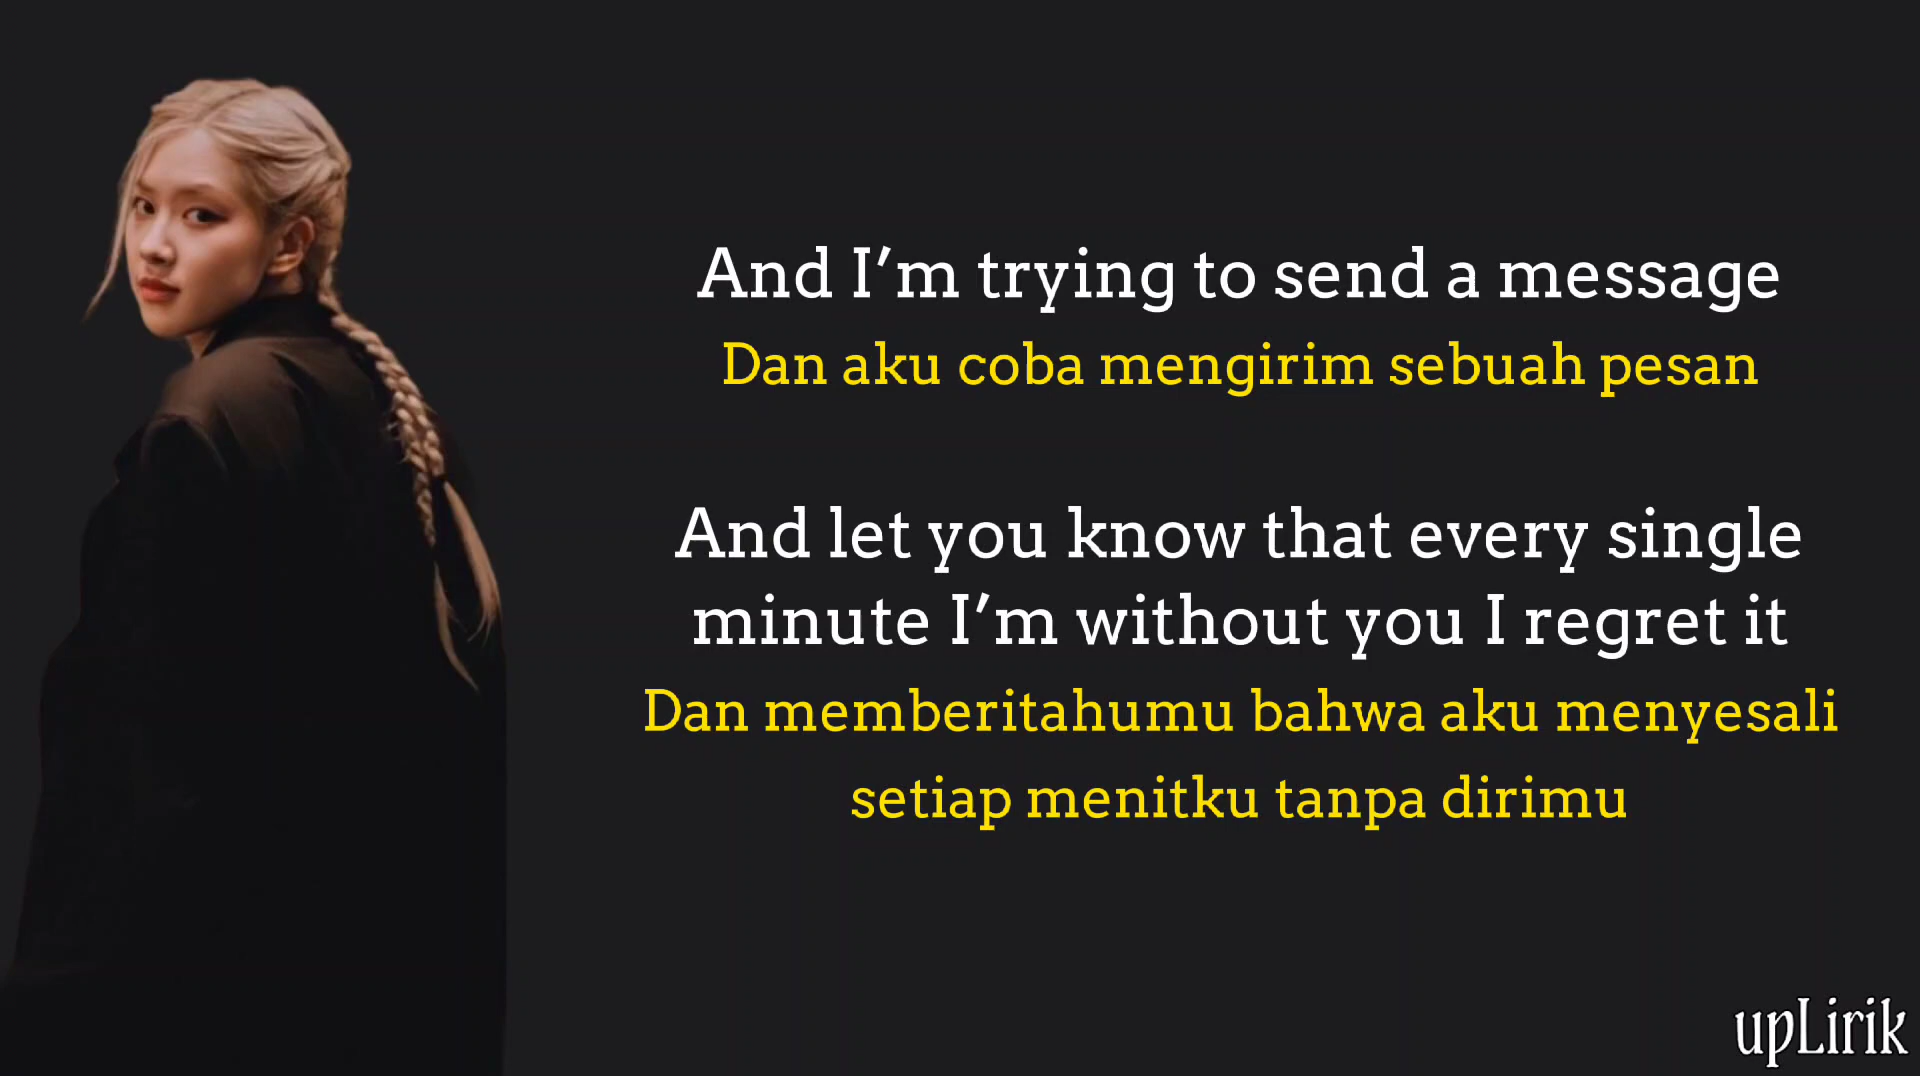 And I’m trying to send a message
Dan aku coba mengirim sebuah pesan
And let you know that every single
minute I’m without you I regret it
Dan memberitahumu bahwa aku menyesali
setiap menitku tanpa dirimu
upLirik